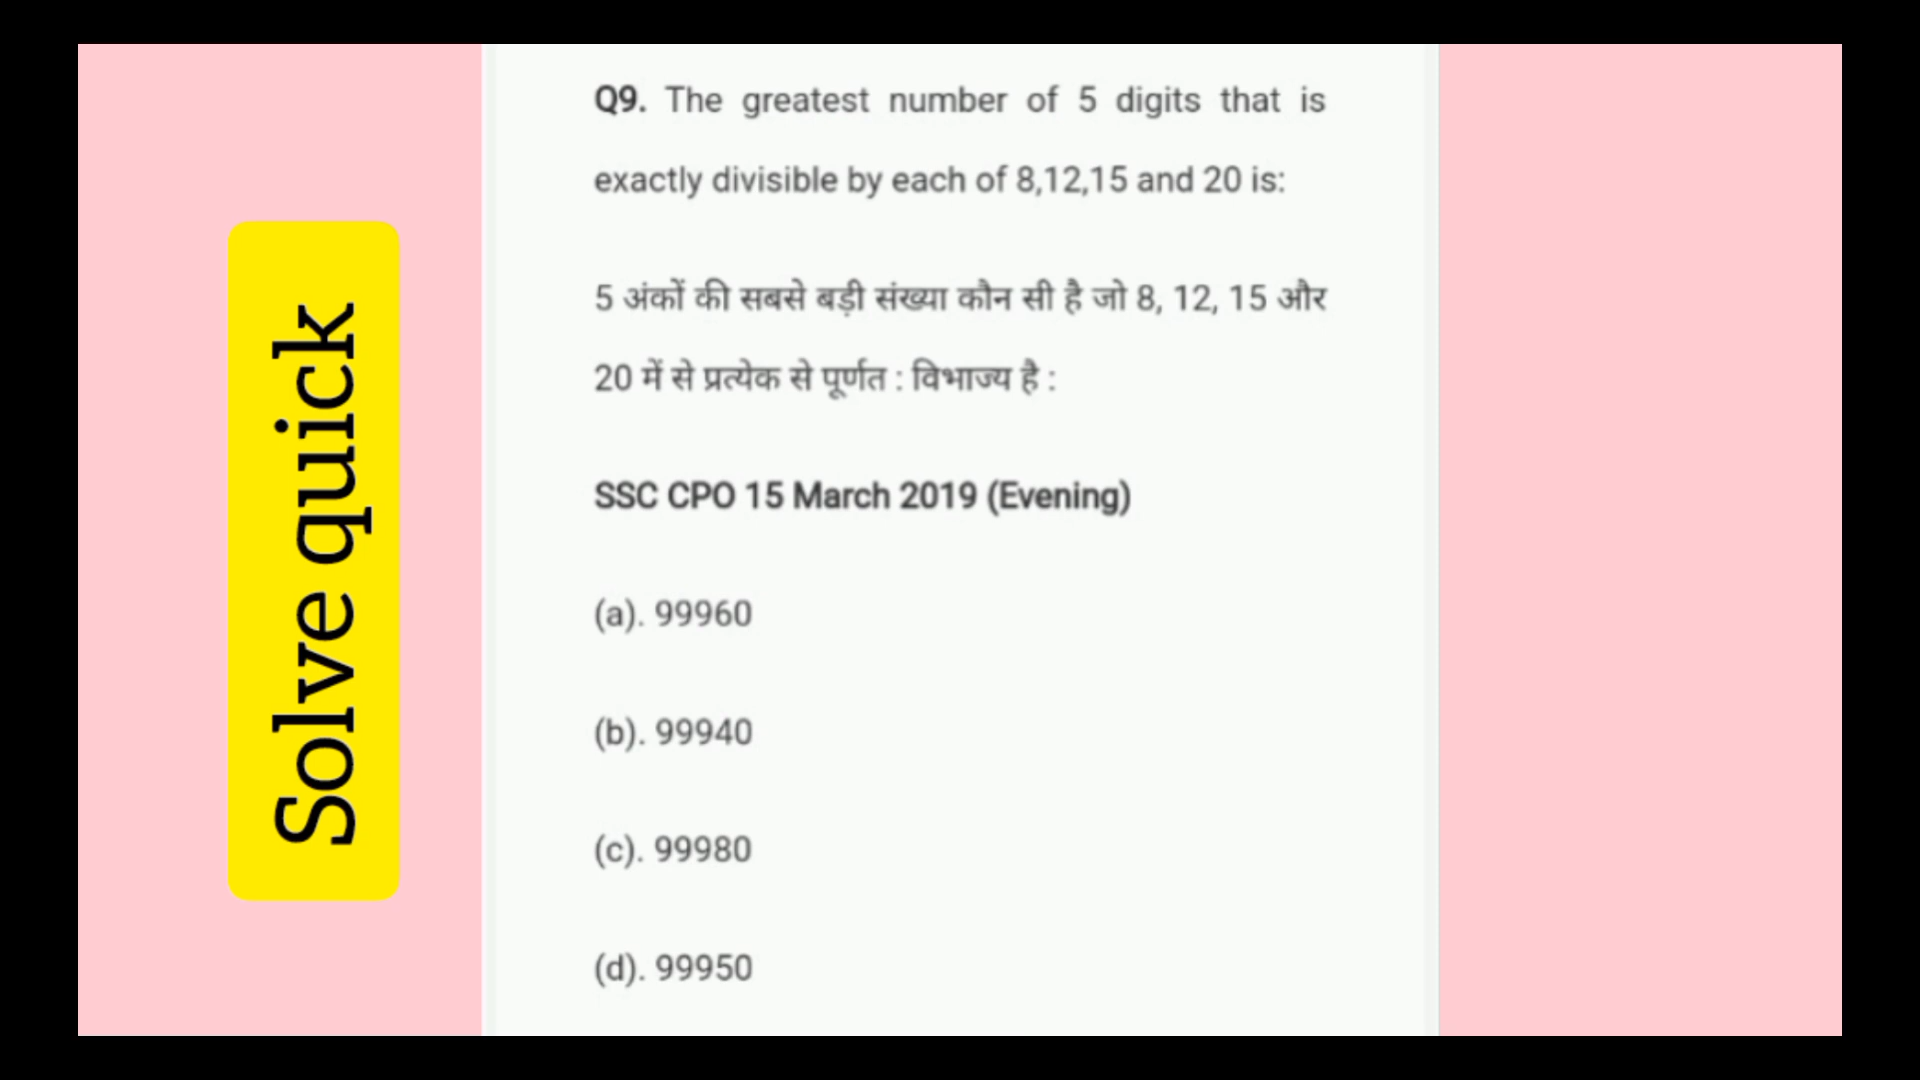 Solve quick
Q9. The greatest number of 5 digits that is
exactly divisible by each of 8,12,15 and 20 is:
5 अंकों की सबसे बड़ी संख्या कौन सी है जो 8, 12, 15 और
20 में से प्रत्येक से पूर्णत : विभाज्य है :
SSC CPO 15 March 2019 (Evening)
(a). 99960
(b). 99940
(c). 99980
(d). 99950